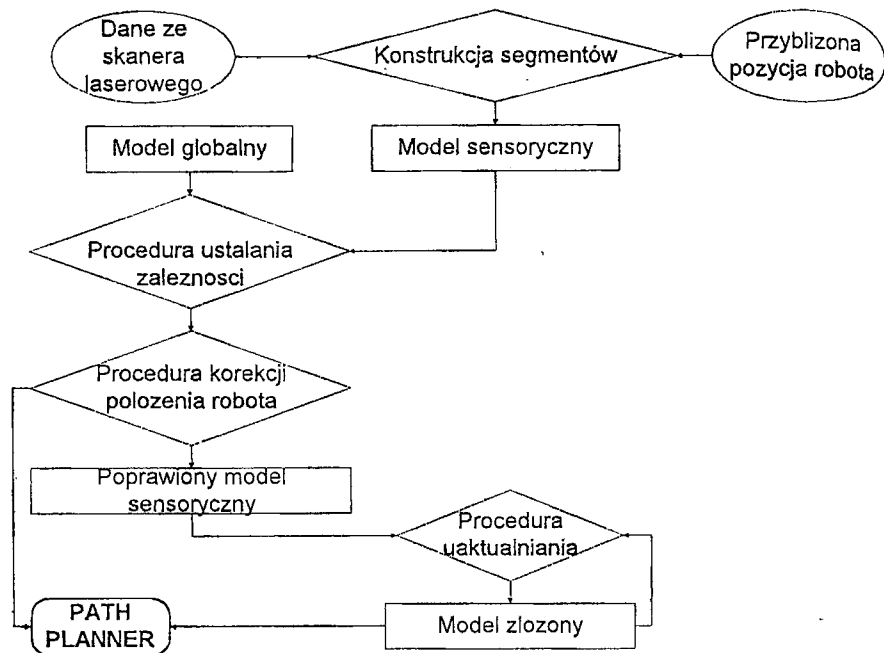 Dane ze
skanera
laserowego
Konstrukcja segmentów
Przyblizona
pozycja robota
Model globalny
Model sensoryczny
Procedura ustalania
zaleznosci
Procedura korekcji
polozenia robota
Poprawiony model
sensoryczny
Procedura
uaktualniania
PATH
PLANNER
Model zlozony